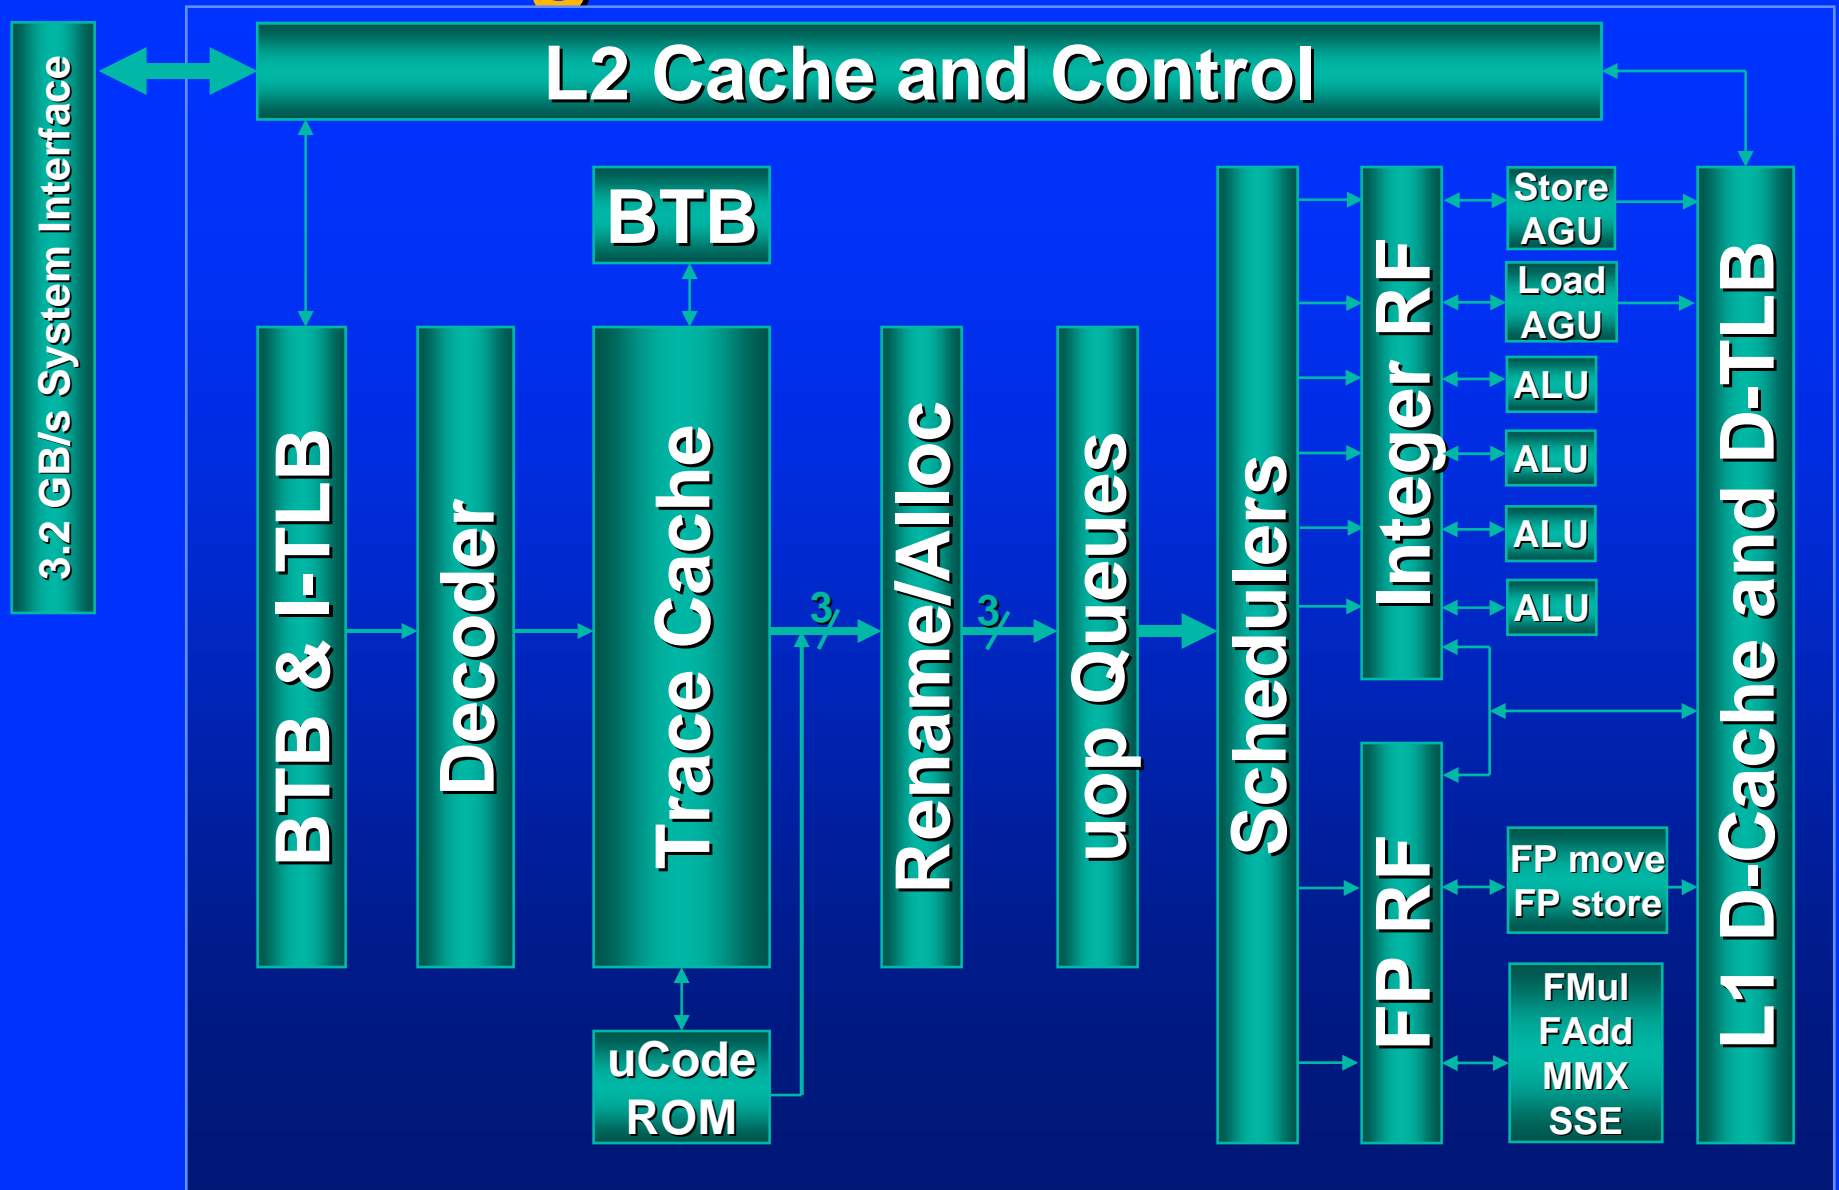 3.2 GB/s System Interface
L2 Cache and Control
BTB
BTB & I-TLB
Decoder
Trace Cache
3
Rename/Alloc
3
uop Queues
Schedulers
Integer RF
Store
AGU
Load
AGU
ALU
ALU
ALU
ALU
FP RF
FP move
FP store
FMul
FAdd
MMX
SSE
L1 D-Cache and D-TLB
uCode
ROM